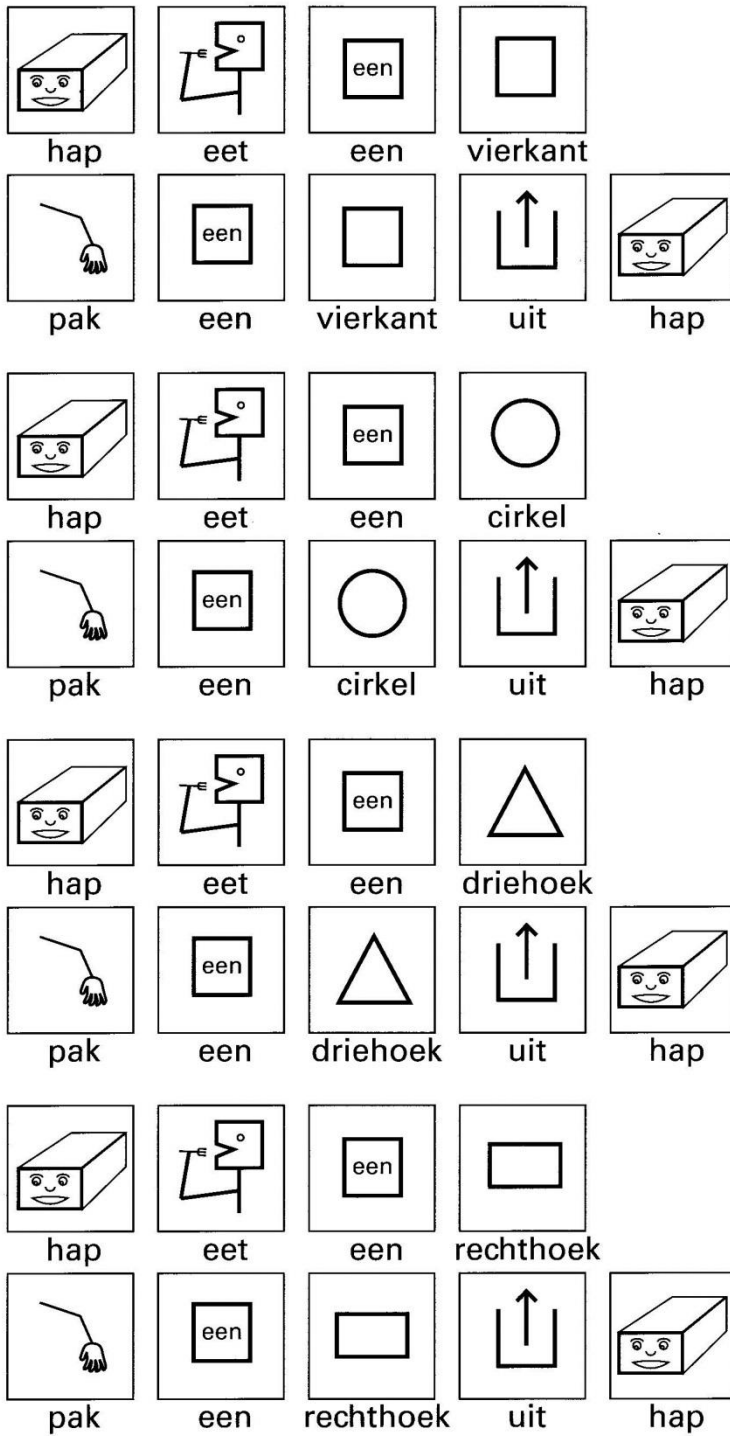 een
hap eet een vierkant
een
pak een vierkant uit hap
een
hap eet een cirkel
een
pak een cirkel uit hap
een
hap eet een driehoek
een
pak een driehoek uit hap
een
hap eet een rechthoek
een
pak een rechthoek uit hap